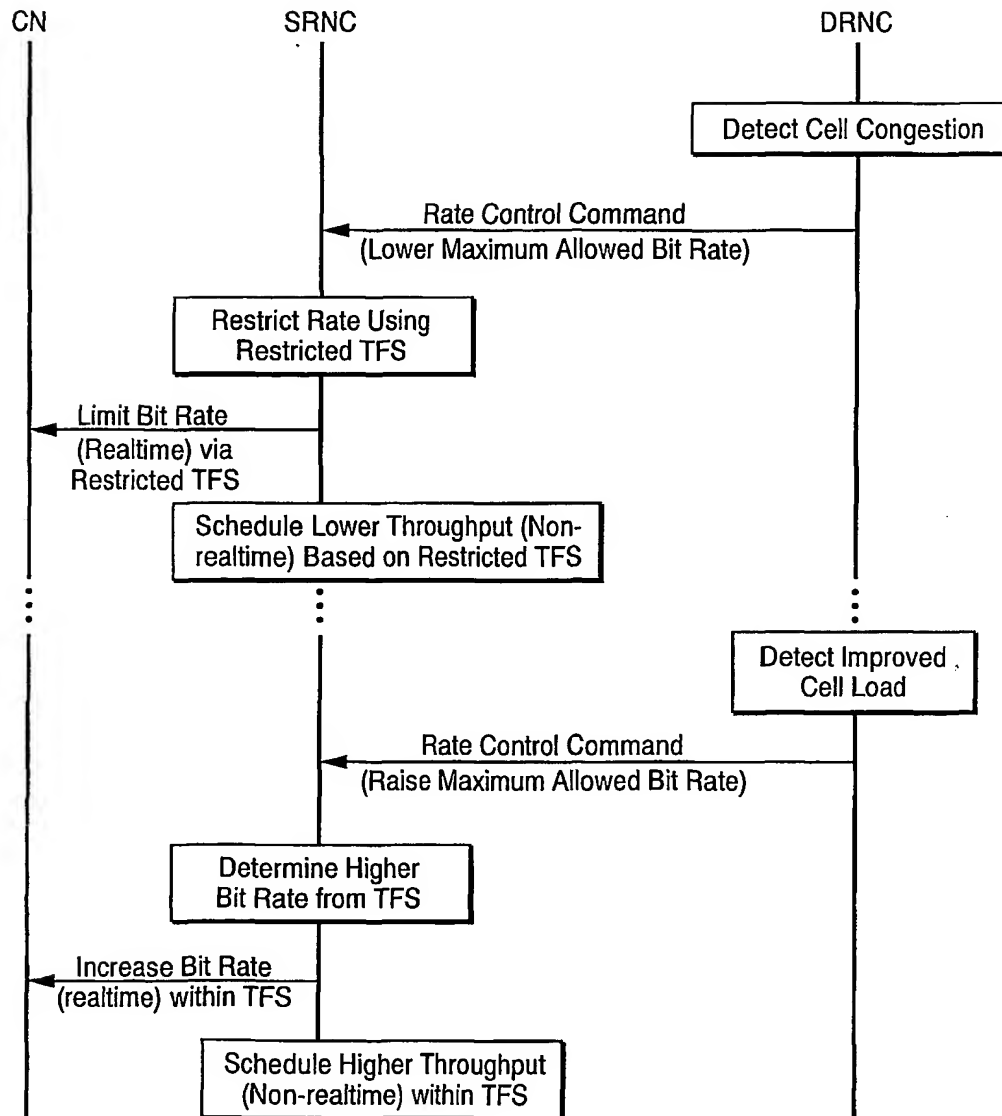 CN
SRNC
DRNC
Detect Cell Congestion
Rate Control Command
(Lower Maximum Allowed Bit Rate)
Restrict Rate Using
Restricted TFS
Limit Bit Rate
(Realtime) via
Restricted TFS
Schedule Lower Throughput (Non-
realtime) Based on Restricted TFS
Detect Improved
Cell Load
Rate Control Command
(Raise Maximum Allowed Bit Rate)
Determine Higher
Bit Rate from TFS
Increase Bit Rate
(realtime) within TFS
Schedule Higher Throughput
(Non-realtime) within TFS